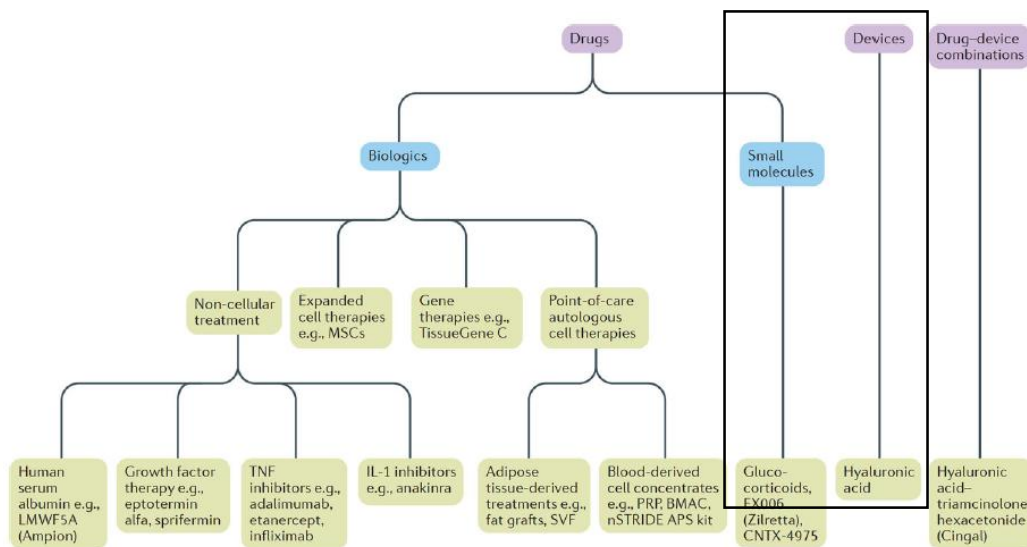 Drugs
Devices
Drug–device
combinations
Biologics
Small
molecules
Non-cellular
treatment
Expanded
cell therapies
e.g., MSCs
Gene
therapies e.g.,
TissueGene C
Point-of-care
autologous
cell therapies
Human
serum
albumin e.g.,
LMWF5A
(Ampion)
Growth factor
therapy e.g.,
eptotermin
alfa, sprifermin
TNF
inhibitors e.g.,
adalimumab,
etanercept,
infliximab
IL-1 inhibitors
e.g., anakinra
Adipose
tissue-derived
treatments e.g.,
fat grafts, SVF
Blood-derived
cell concentrates
e.g., PRP, BMAC,
nSTRIDE APS kit
Gluco-
corticoids,
FX006
(Zilretta),
CNTX-4975
Hyaluronic
acid
Hyaluronic
acid–
triamcinolone
hexacetonide
(Cingal)